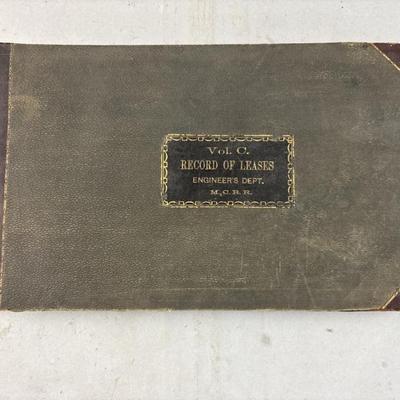 Vol. C.
RECORD OF LEASES
ENGINEER'S DEPT.
M. C. R. R.